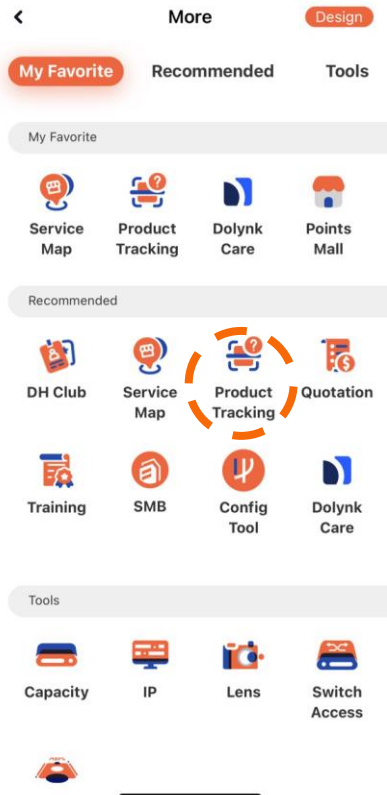 More
Design
My Favorite
Recommended
Tools
My Favorite
Service Map
Product Tracking
Dolynk Care
Points Mall
Recommended
DH Club
Service Map
Product Tracking
Quotation
Training
SMB
Config Tool
Dolynk Care
Tools
Capacity
IP
Lens
Switch Access